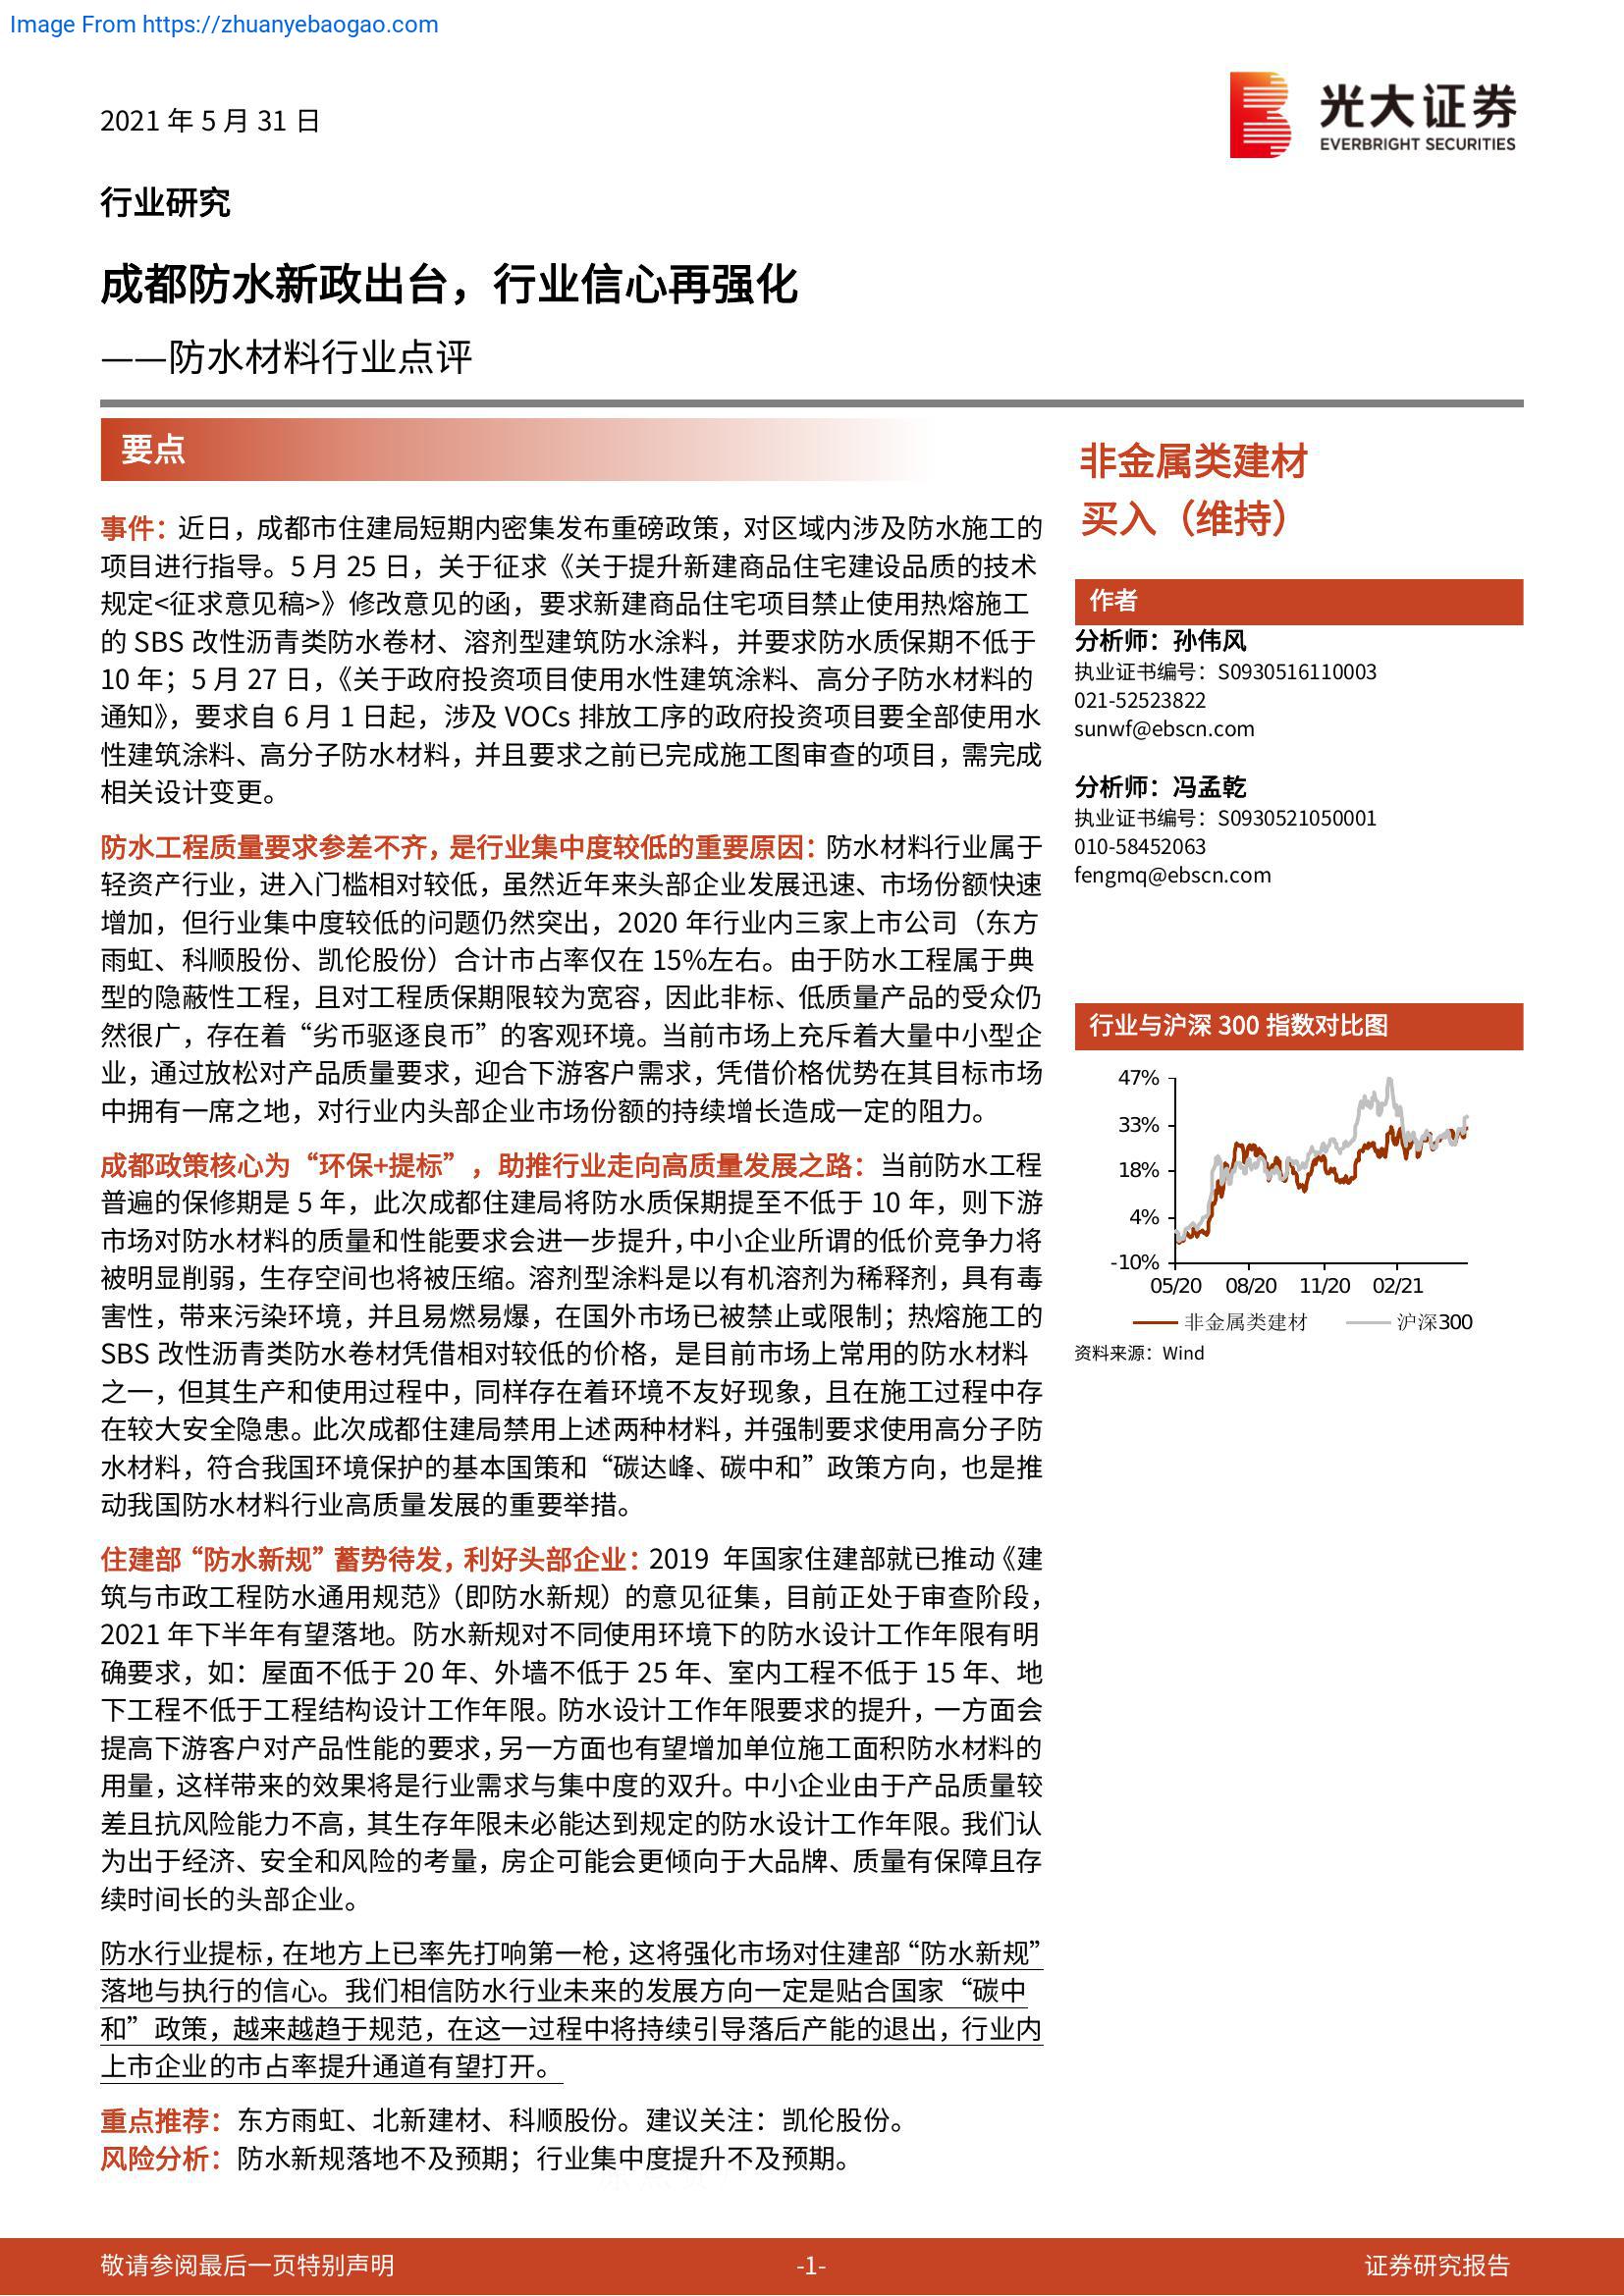 Image From https://zhuanyebaogao.com
2021 年 5 月 31 日
光大证券
EVERBRIGHT SECURITIES
行业研究
成都防水新政出台，行业信心再强化
——防水材料行业点评
要点
事件：近日，成都市住建局短期内密集发布重磅政策，对区域内涉及防水施工的
项目进行指导。5 月 25 日，关于征求《关于提升新建商品住宅建设品质的技术
规定<征求意见稿>》修改意见的函，要求新建商品住宅项目禁止使用热熔施工
的 SBS 改性沥青类防水卷材、溶剂型建筑防水涂料，并要求防水质保期不低于
10 年；5 月 27 日，《关于政府投资项目使用水性建筑涂料、高分子防水材料的
通知》，要求自 6 月 1 日起，涉及 VOCs 排放工序的政府投资项目要全部使用水
性建筑涂料、高分子防水材料，并且要求之前已完成施工图审查的项目，需完成
相关设计变更。
防水工程质量要求参差不齐，是行业集中度较低的重要原因：防水材料行业属于
轻资产行业，进入门槛相对较低，虽然近年来头部企业发展迅速、市场份额快速
增加，但行业集中度较低的问题仍然突出，2020 年行业内三家上市公司（东方
雨虹、科顺股份、凯伦股份）合计市占率仅在 15%左右。由于防水工程属于典
型的隐蔽性工程，且对工程质保期限较为宽容，因此非标、低质量产品的受众仍
然很广，存在着“劣币驱逐良币”的客观环境。当前市场上充斥着大量中小型企
业，通过放松对产品质量要求，迎合下游客户需求，凭借价格优势在其目标市场
中拥有一席之地，对行业内头部企业市场份额的持续增长造成一定的阻力。
成都政策核心为“环保+提标”，助推行业走向高质量发展之路：当前防水工程
普遍的保修期是 5 年，此次成都住建局将防水质保期提至不低于 10 年，则下游
市场对防水材料的质量和性能要求会进一步提升，中小企业所谓的低价竞争力将
被明显削弱，生存空间也将被压缩。溶剂型涂料是以有机溶剂为稀释剂，具有毒
害性，带来污染环境，并且易燃易爆，在国外市场已被禁止或限制；热熔施工的
SBS 改性沥青类防水卷材凭借相对较低的价格，是目前市场上常用的防水材料
之一，但其生产和使用过程中，同样存在着环境不友好现象，且在施工过程中存
在较大安全隐患。此次成都住建局禁用上述两种材料，并强制要求使用高分子防
水材料，符合我国环境保护的基本国策和“碳达峰、碳中和”政策方向，也是推
动我国防水材料行业高质量发展的重要举措。
住建部“防水新规”蓄势待发，利好头部企业：2019 年国家住建部就已推动《建
筑与市政工程防水通用规范》（即防水新规）的意见征集，目前正处于审查阶段，
2021 年下半年有望落地。防水新规对不同使用环境下的防水设计工作年限有明
确要求，如：屋面不低于 20 年、外墙不低于 25 年、室内工程不低于 15 年、地
下工程不低于工程结构设计工作年限。防水设计工作年限要求的提升，一方面会
提高下游客户对产品性能的要求，另一方面也有望增加单位施工面积防水材料的
用量，这样带来的效果将是行业需求与集中度的双升。中小企业由于产品质量较
差且抗风险能力不高，其生存年限未必能达到规定的防水设计工作年限。我们认
为出于经济、安全和风险的考量，房企可能会更倾向于大品牌、质量有保障且存
续时间长的头部企业。
防水行业提标，在地方上已率先打响第一枪，这将强化市场对住建部“防水新规”
落地与执行的信心。我们相信防水行业未来的发展方向一定是贴合国家“碳中
和”政策，越来越趋于规范，在这一过程中将持续引导落后产能的退出，行业内
上市企业的市占率提升通道有望打开。
重点推荐：东方雨虹、北新建材、科顺股份。建议关注：凯伦股份。
风险分析：防水新规落地不及预期；行业集中度提升不及预期。
非金属类建材
买入（维持）
作者
分析师：孙伟风
执业证书编号：S0930516110003
021-52523822
sunwf@ebscn.com
分析师：冯孟乾
执业证书编号：S0930521050001
010-58452063
fengmq@ebscn.com
行业与沪深 300 指数对比图
47%
33%
18%
4%
-10%
05/20 08/20 11/20 02/21
非金属类建材 沪深300
资料来源：Wind
敬请参阅最后一页特别声明 -1- 证券研究报告